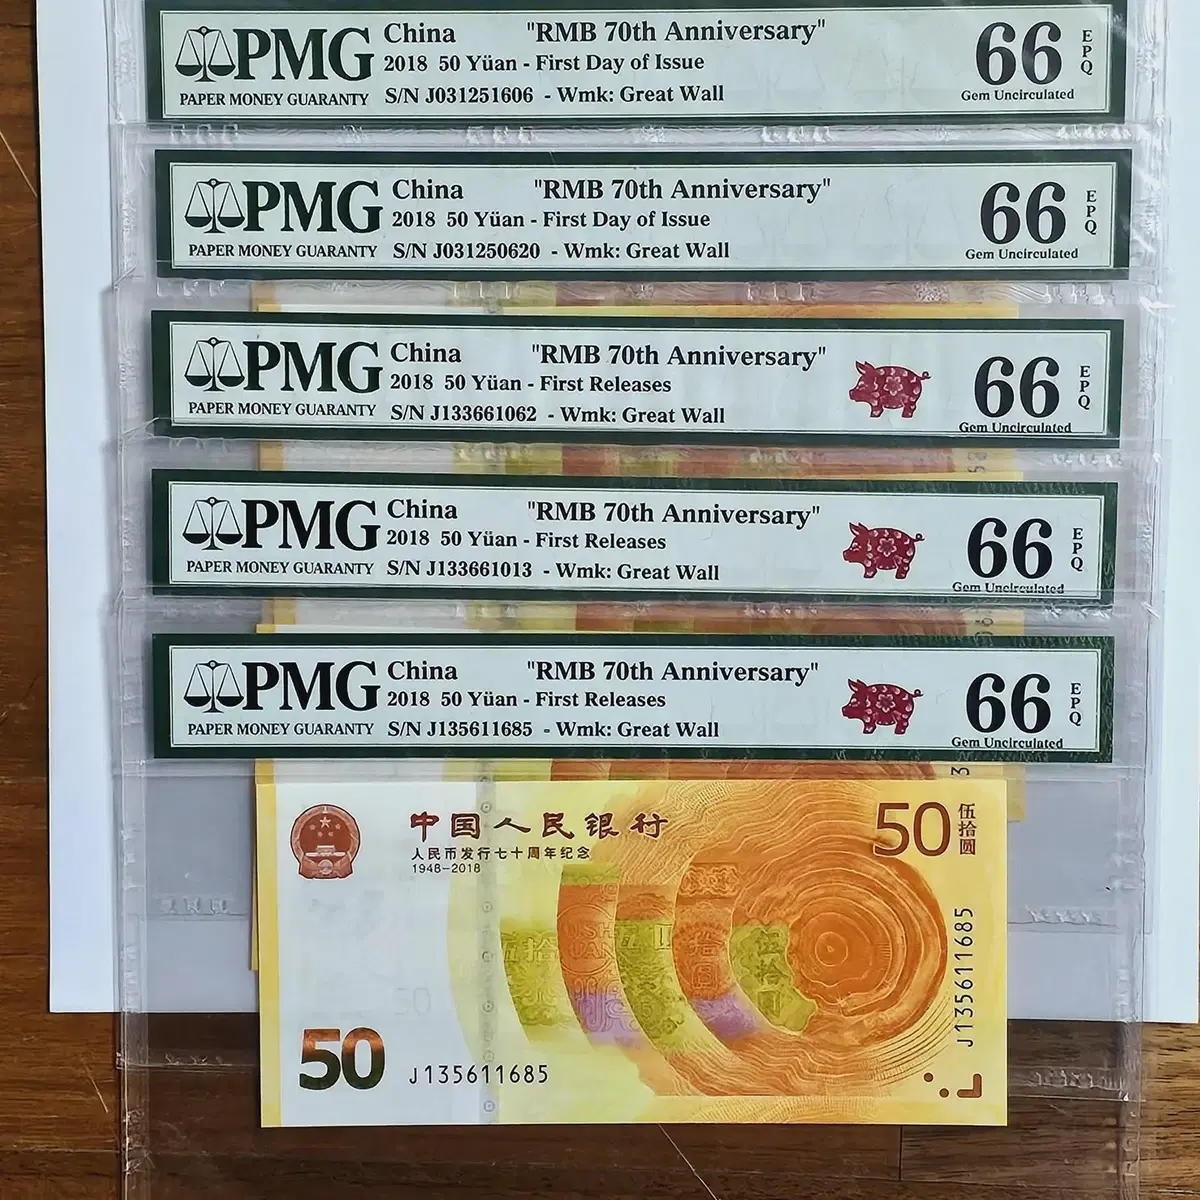 PMG China "RMB 70th Anniversary" 66 EPQ
2018 50 Yüan - First Day of Issue
PAPER MONEY GUARANTY S/N J031251606 - Wmk: Great Wall Gem Uncirculated
PMG China "RMB 70th Anniversary" 66 EPQ
2018 50 Yüan - First Day of Issue
PAPER MONEY GUARANTY S/N J031250620 - Wmk: Great Wall Gem Uncirculated
PMG China "RMB 70th Anniversary" 66 EPQ
2018 50 Yüan - First Releases
PAPER MONEY GUARANTY S/N J133661062 - Wmk: Great Wall Gem Uncirculated
PMG China "RMB 70th Anniversary" 66 EPQ
2018 50 Yüan - First Releases
PAPER MONEY GUARANTY S/N J133661013 - Wmk: Great Wall Gem Uncirculated
PMG China "RMB 70th Anniversary" 66 EPQ
2018 50 Yüan - First Releases
PAPER MONEY GUARANTY S/N J135611685 - Wmk: Great Wall Gem Uncirculated
中国人民银行 50 伍拾圆
人民币发行七十周年纪念
1948-2018
伍拾圆
50
J135611685
50 J135611685